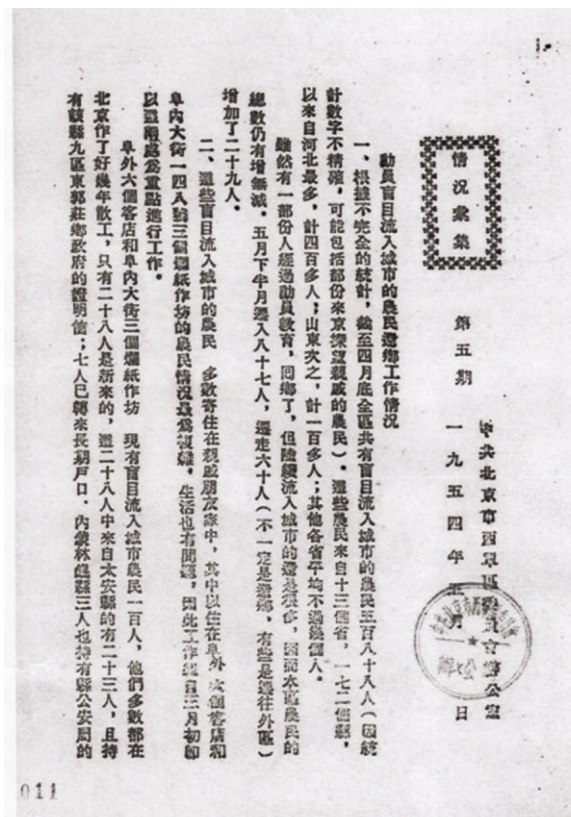 情况彙集
第五期
中共北京市西單區委員會辦公室
一九五四年五月 日
動員盲目流入城市的農民還鄉工作情况
一、根據不完全的統計,截至四月底全區共有盲目流入城市的農民五百八十八人(因統
計數字不精確,可能包括部份來京探望親戚的農民)。這些農民來自十三個省,一七二個縣,
以來自河北最多,計四百多人;山東次之,計一百多人;其他各省平均不過幾個人。
雖然有一部份人經過動員教育,回鄉了,但陸續流入城市的還是很多,因而本區農民的
總數仍有增無減。五月下半月遷入八十七人,遷走六十人(不一定是還鄉,有些是遷往外區)
增加了二十九人。
二、這些盲目流入城市的農民 多數寄住在親戚朋友家中,其中以住在阜外 六個客店和
阜內大街一四八號三個爛紙作坊的農民情况最爲複雜。生活也有問題,因此工作組自三月初卽
以這兩處爲重點進行工作。
阜外六個客店和阜內大街三個爛紙作坊 現有盲目流入城市農民一百人,他們多數都在
北京作了好幾年散工,只有二十八人是新來的,這二十八人中來自大安縣的有二十三人,且持
有該縣九區東郭莊鄉政府的證明信;七人已轉來長期戶口,內蒙林 縣三人也持有縣公安局的
011